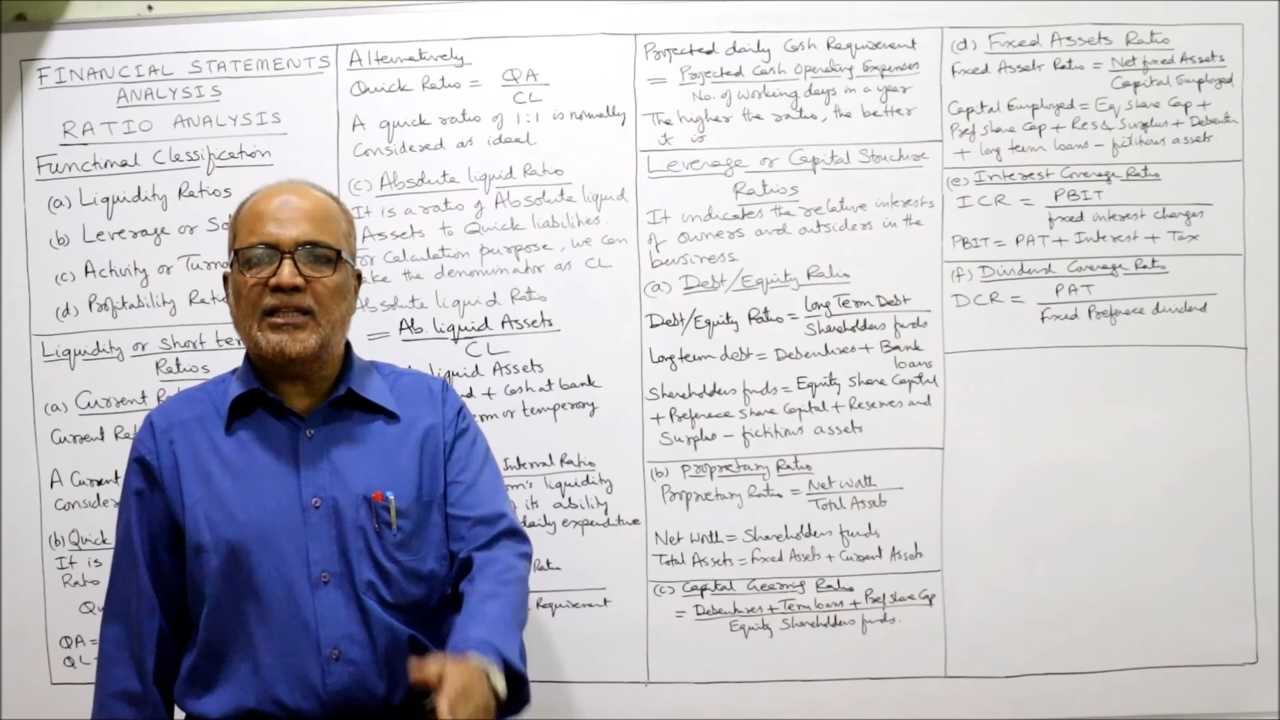 FINANCIAL STATEMENTS
ANALYSIS
RATIO ANALYSIS
Functional Classification
(a) Liquidity Ratios
(b) Leverage or
(c) Activity or
(d) Profitability
Liquidity or short
Ratios
(a) Current
Current
A Current
(b) Quick
It is
Ratio
QA =
QL =
Alternatively
Quick Ratio = QA
CL
A quick ratio of 1:1 is normally
Considered as ideal
(c) Absolute liquid Ratio
It is a ratio of Absolute liquid
Assets to Quick liabilities.
For Calculation purpose, we can
take the denominator as CL
Absolute liquid Ratio
= Ab. liquid Assets
CL
liquid Assets
+ Cash at bank
or temporary
Interval Ratio
liquidity
its ability
daily expenditure
Requirement
Projected daily Cash Requirement
= Projected Cash Operating Expenses
No. of working days in a year
The higher the ratio, the better
it is
Leverage or Capital Structure
Ratios
It indicates the relative interests
of owners and outsiders in the
business.
(a) Debt/Equity Ratio
Debt/Equity Ratio = Long Term Debt
Shareholders funds
Long term debt = Debentures + Bank
loans
Shareholders funds = Equity Share Capital
+ Preference Share Capital + Reserves and
Surplus – fictitious assets
(b) Proprietary Ratio
Proprietary Ratio = Net Worth
Total Assets
Net Worth = Shareholders funds
Total Assets = Fixed Assets + Current Assets
(c) Capital Gearing Ratio
= Debentures + Term loans + Pref Share Cap
Equity Shareholders funds.
(d) Fixed Assets Ratio
Fixed Assets Ratio = Net fixed Assets
Capital Employed
Capital Employed = Eq share Cap +
Pref share Cap + Res & Surplus + Debentu
+ long term loans – fictitious assets.
(e) Interest Coverage Ratio
ICR = PBIT
fixed interest charges
PBIT = PAT + Interest + Tax
(f) Dividend Coverage Ratio
DCR = PAT
Fixed Preference dividend